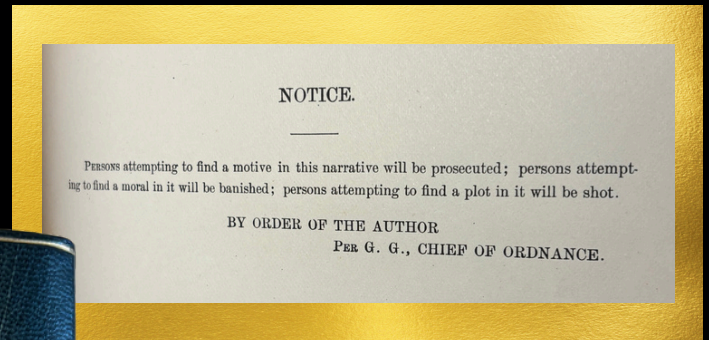 NOTICE.
PERSONS attempting to find a motive in this narrative will be prosecuted; persons attempt-
ing to find a moral in it will be banished; persons attempting to find a plot in it will be shot.
BY ORDER OF THE AUTHOR
PER G. G., CHIEF OF ORDNANCE.